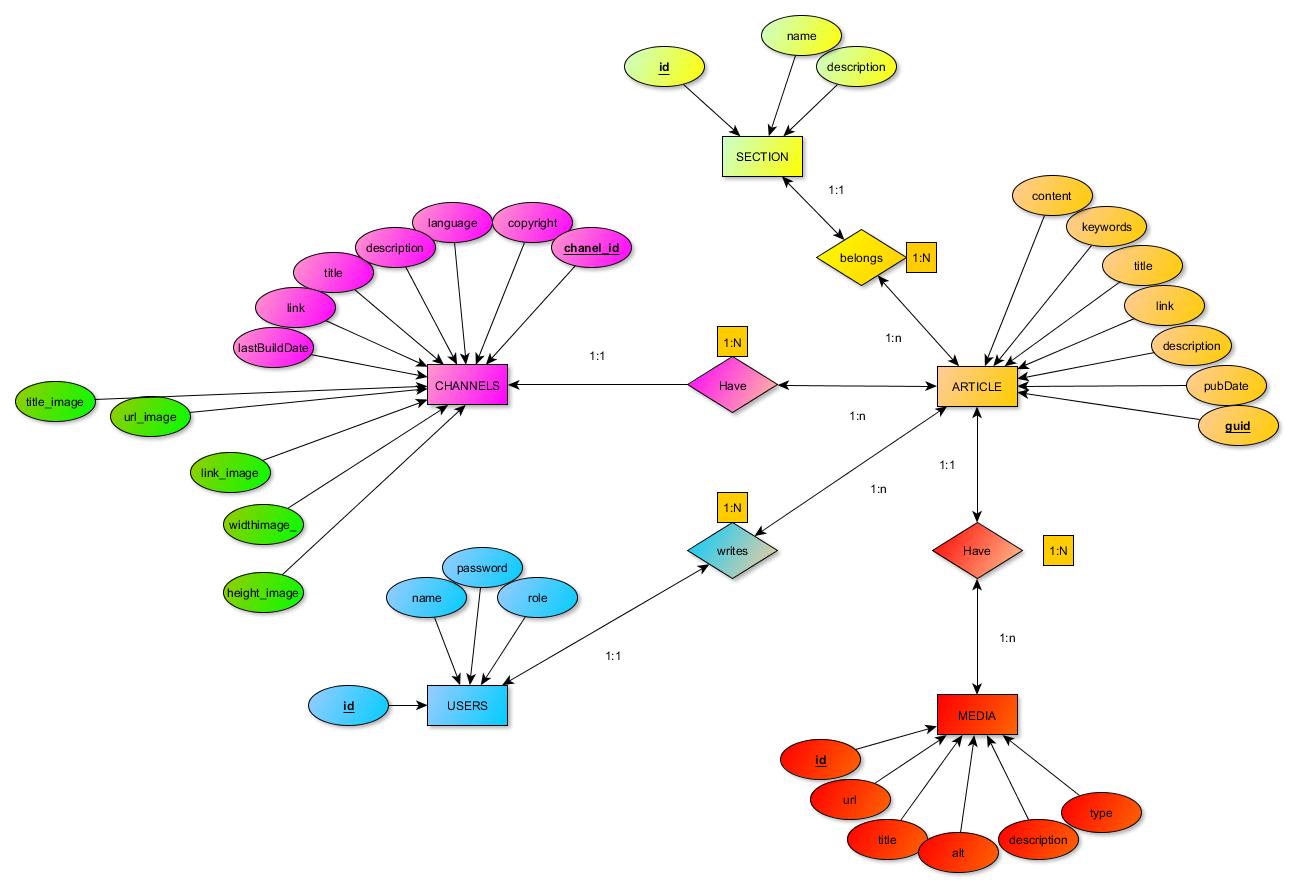 name
id
description
SECTION
1:1
content
keywords
language
copyright
description
chanel_id
belongs
1:N
title
title
link
link
lastBuildDate
1:n
1:N
description
1:1
CHANNELS
Have
ARTICLE
pubDate
title_image
url_image
1:n
guid
link_image
1:1
1:n
1:N
widthimage_
writes
Have
1:N
password
height_image
name
role
1:n
1:1
id
USERS
MEDIA
id
url
type
title
alt
description